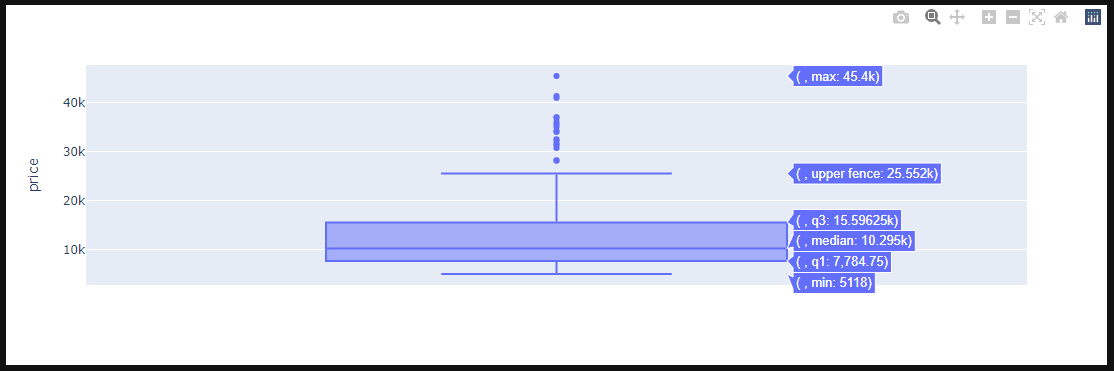 ( , max: 45.4k)
40k
30k
( , upper fence: 25.552k)
price
20k
( , q3: 15.59625k)
( , median: 10.295k)
10k
( , q1: 7,784.75)
( , min: 5118)